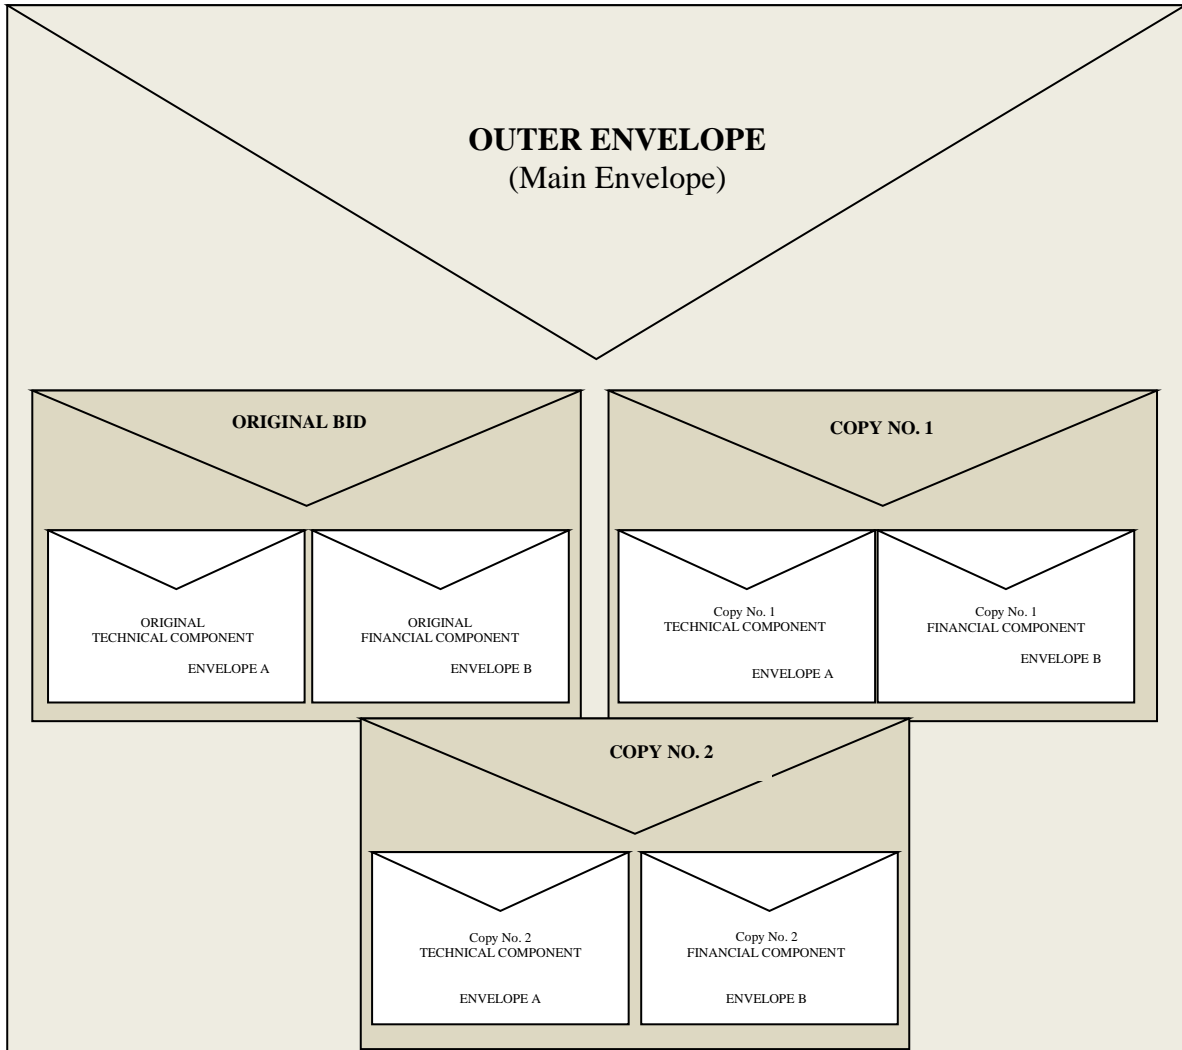 OUTER ENVELOPE
(Main Envelope)
ORIGINAL BID
ORIGINAL
TECHNICAL COMPONENT
ENVELOPE A
ORIGINAL
FINANCIAL COMPONENT
ENVELOPE B
COPY NO. 1
Copy No. 1
TECHNICAL COMPONENT
ENVELOPE A
Copy No. 1
FINANCIAL COMPONENT
ENVELOPE B
COPY NO. 2
Copy No. 2
TECHNICAL COMPONENT
ENVELOPE A
Copy No. 2
FINANCIAL COMPONENT
ENVELOPE B